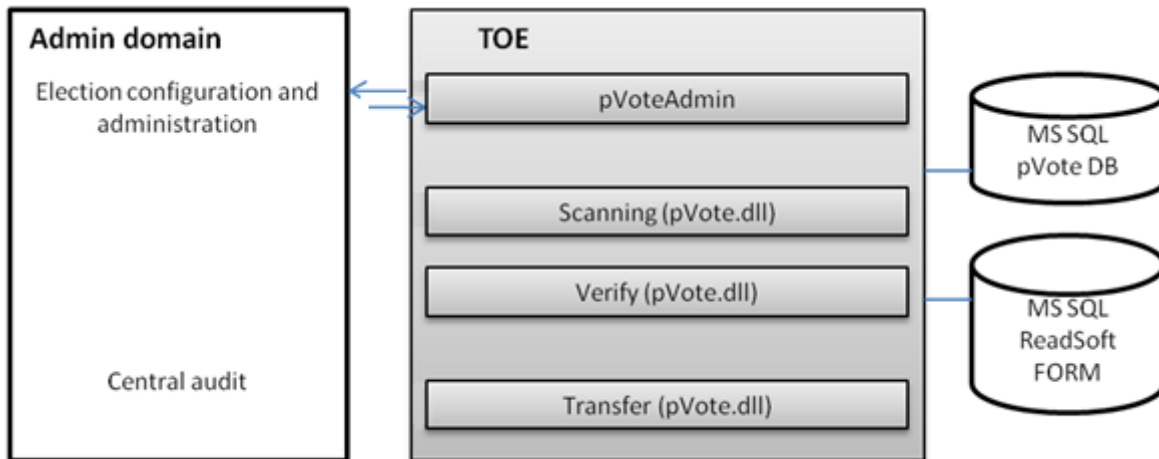 Admin domain
Election configuration and
administration
Central audit
TOE
pVoteAdmin
Scanning (pVote.dll)
Verify (pVote.dll)
Transfer (pVote.dll)
MS SQL
pVote DB
MS SQL
ReadSoft
FORM